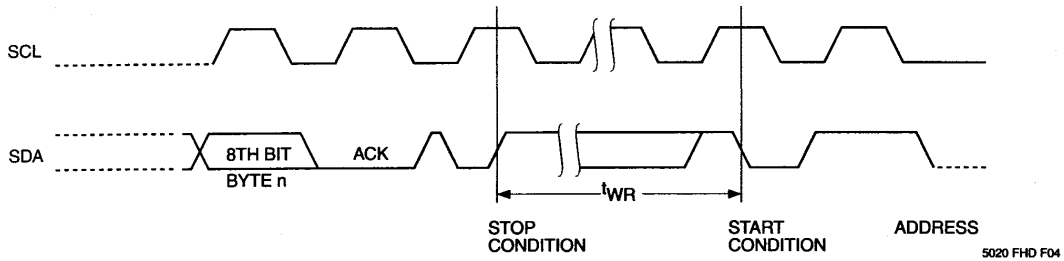 SCL
SDA
8TH BIT
ACK
BYTE n
tWR
STOP
CONDITION
START
CONDITION
ADDRESS
5020 FHD F04